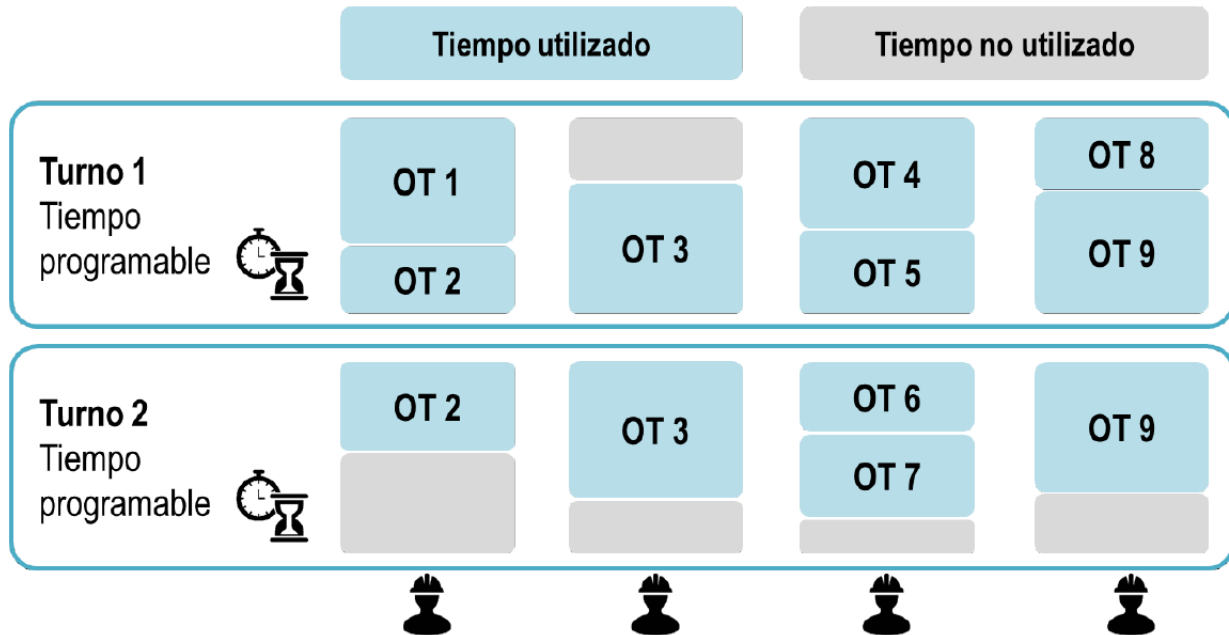 Tiempo utilizado
Tiempo no utilizado
Turno 1
Tiempo
programable
OT 1
OT 2
OT 3
OT 4
OT 5
OT 8
OT 9
Turno 2
Tiempo
programable
OT 2
OT 3
OT 6
OT 7
OT 9